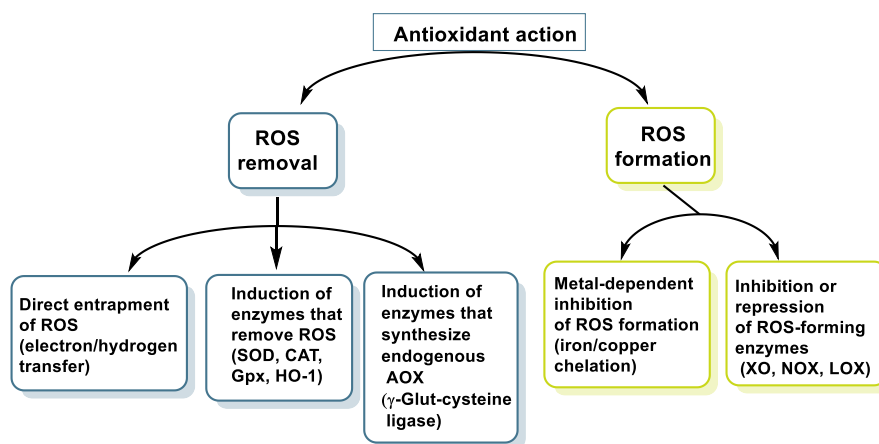 Antioxidant action
ROS
removal
ROS
formation
Direct entrapment
of ROS
(electron/hydrogen
transfer)
Induction of
enzymes that
remove ROS
(SOD, CAT,
Gpx, HO-1)
Induction of
enzymes that
synthesize
endogenous
AOX
(γ-Glut-cysteine
ligase)
Metal-dependent
inhibition
of ROS formation
(iron/copper
chelation)
Inhibition or
repression
of ROS-forming
enzymes
(XO, NOX, LOX)